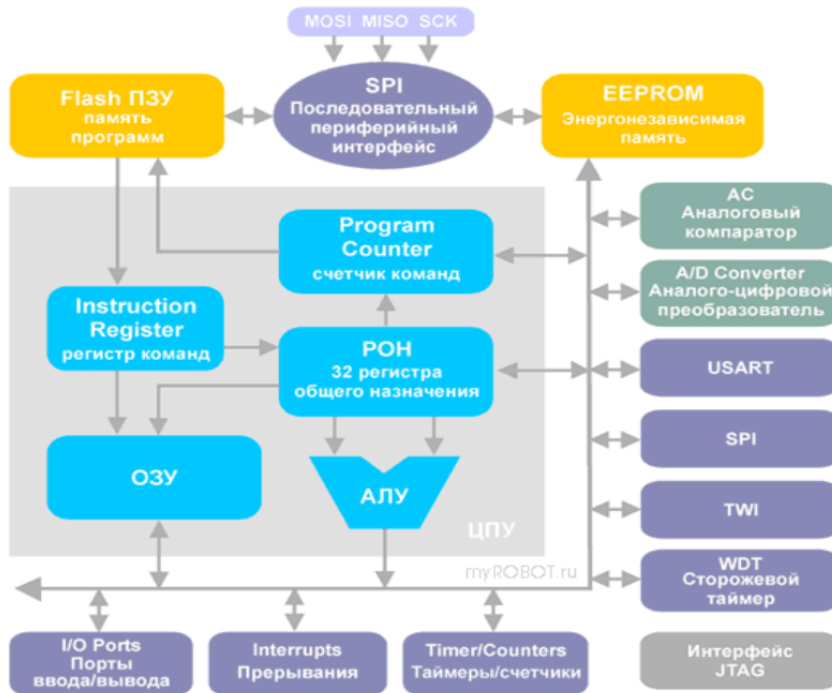 MOSI MISO SCK
SPI
Последовательный
периферийный
интерфейс
Flash ПЗУ
память
программ
EEPROM
Энергонезависимая
память
AC
Аналоговый
компаратор
Program
Counter
счетчик команд
A/D Converter
Аналого-цифровой
преобразователь
Instruction
Register
регистр команд
РОН
32 регистра
общего назначения
USART
SPI
ОЗУ
АЛУ
ЦПУ
TWI
myROBOT.ru
WDT
Сторожевой
таймер
I/O Ports
Порты
ввода/вывода
Interrupts
Прерывания
Timer/Counters
Таймеры/счетчики
Интерфейс
JTAG